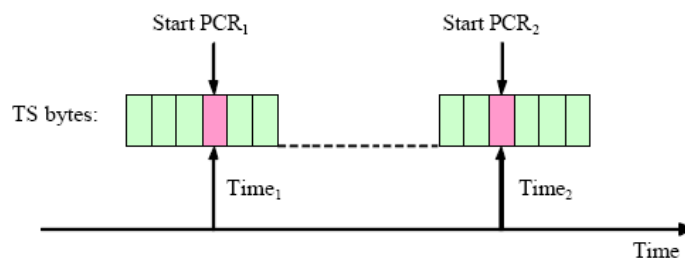 Start PCR₁ Start PCR₂
TS bytes:
Time₁ Time₂
Time